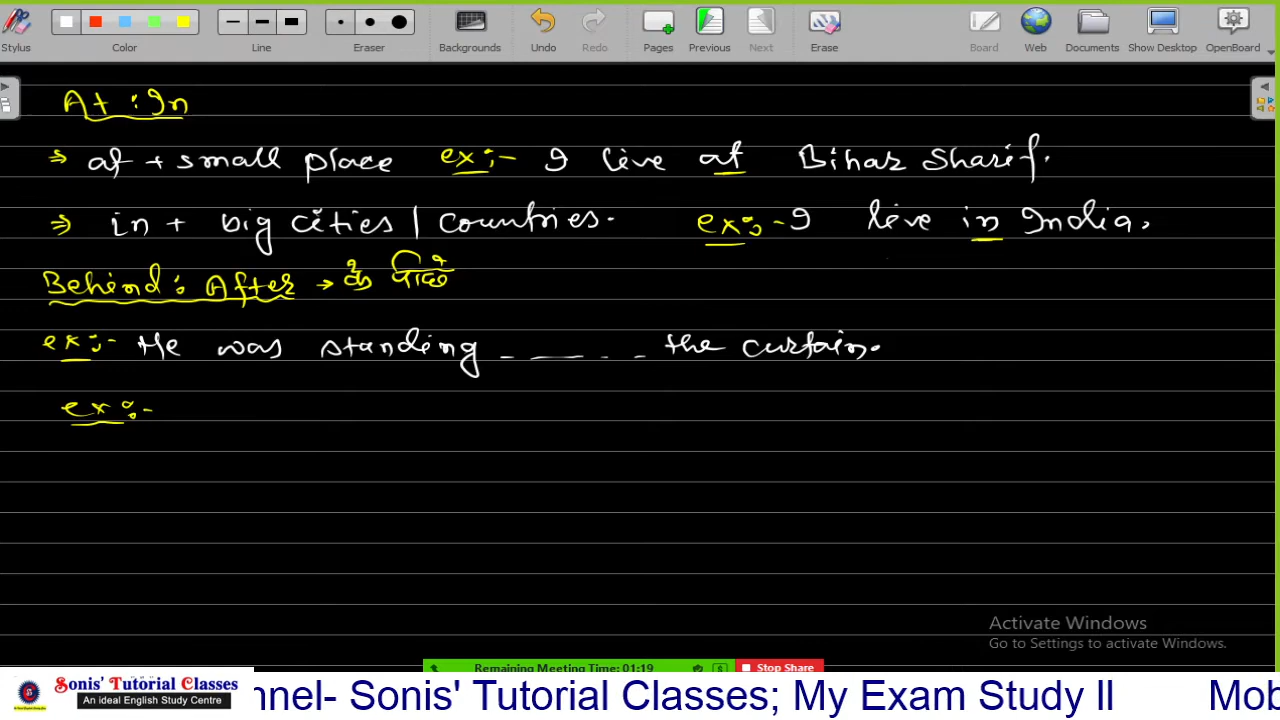 Stylus Color Line Eraser Backgrounds Undo Redo Pages Previous Next Erase Board Web Documents Show Desktop OpenBoard
At : In
⇒ at + small place ex:- I live at Bihar Sharif.
⇒ in + big cities | Countries. ex:- I live in India.
Behind : After → के पीछे
ex:- He was standing - — - - the curtain.
ex:-
Activate Windows
Go to Settings to activate Windows.
Remaining Meeting Time: 01:19 Stop Share
Sonis' Tutorial Classes
An ideal English Study Centre
nnel- Sonis' Tutorial Classes; My Exam Study ll Mob